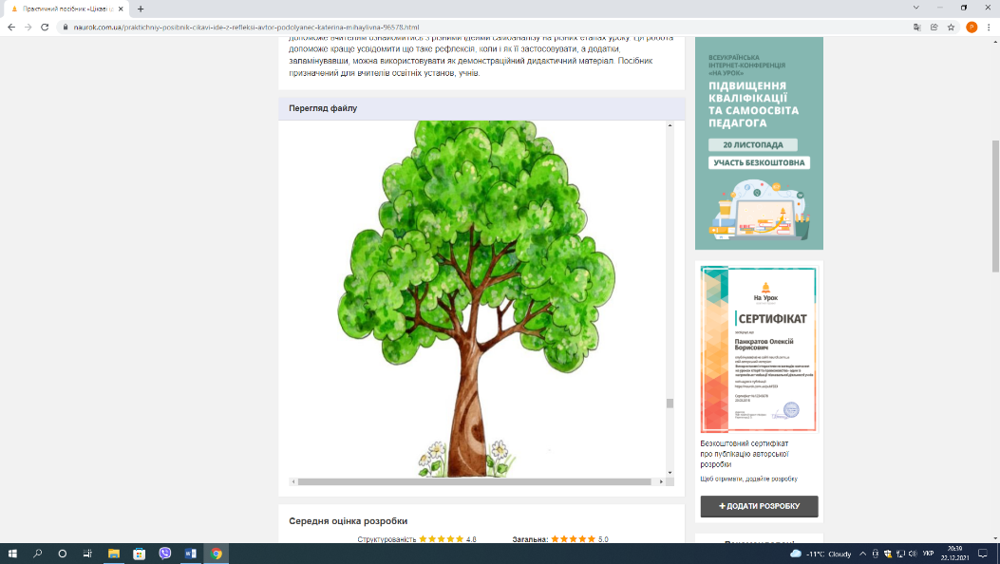 Практичний посібник «Цікаві ід
naurok.com.ua/praktichniy-posibnik-cikavi-ide-z-refleksi-avtor-podolyanec-katerina-mihaylivna-96578.html
P
допоможе вчителям ознайомитись з різними ідеями самоаналізу на різних етапах уроку. Ця робота
допоможе краще усвідомити що таке рефлексія, коли і як її застосовувати, а додатки,
заламінувавши, можна використовувати як демонстраційний дидактичний матеріал. Посібник
призначений для вчителів освітніх установ, учнів.
Перегляд файлу
Середня оцінка розробки
Структурованість 4.8
Загальна: 5.0
ВСЕУКРАЇНСЬКА
ІНТЕРНЕТ-КОНФЕРЕНЦІЯ
«НА УРОК»
ПІДВИЩЕННЯ
КВАЛІФІКАЦІЇ
ТА САМООСВІТА
ПЕДАГОГА
20 ЛИСТОПАДА
УЧАСТЬ БЕЗКОШТОВНА
На Урок
СЕРТИФІКАТ
Панкратов Олексій
Борисович
Безкоштовний сертифікат
про публікацію авторської
розробки
Щоб отримати, додайте розробку
+ ДОДАТИ РОЗРОБКУ
Рекомендовані
-11°C Cloudy
УКР
20:39
22.12.2021